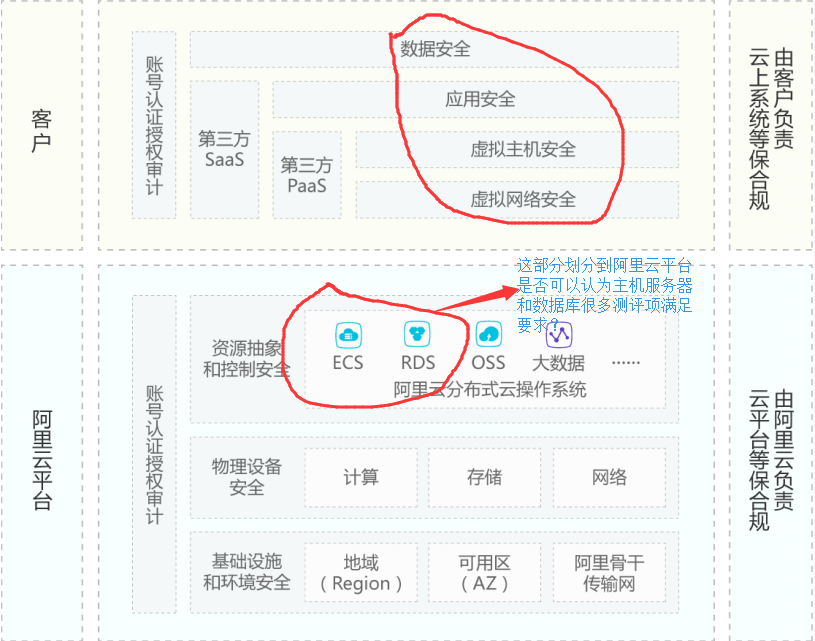 客户
账号认证授权审计
数据安全
应用安全
第三方
SaaS
第三方
PaaS
虚拟主机安全
虚拟网络安全
由客户负责
云上系统等保合规
阿里云平台
账号认证授权审计
这部分划分到阿里云平台
是否可以认为主机服务器
和数据库很多测评项满足
要求？
资源抽象
和控制安全
ECS
RDS
OSS
大数据
……
阿里云分布式云操作系统
物理设备
安全
计算
存储
网络
基础设施
和环境安全
地域
（Region）
可用区
（AZ）
阿里骨干
传输网
由阿里云负责
云平台等保合规